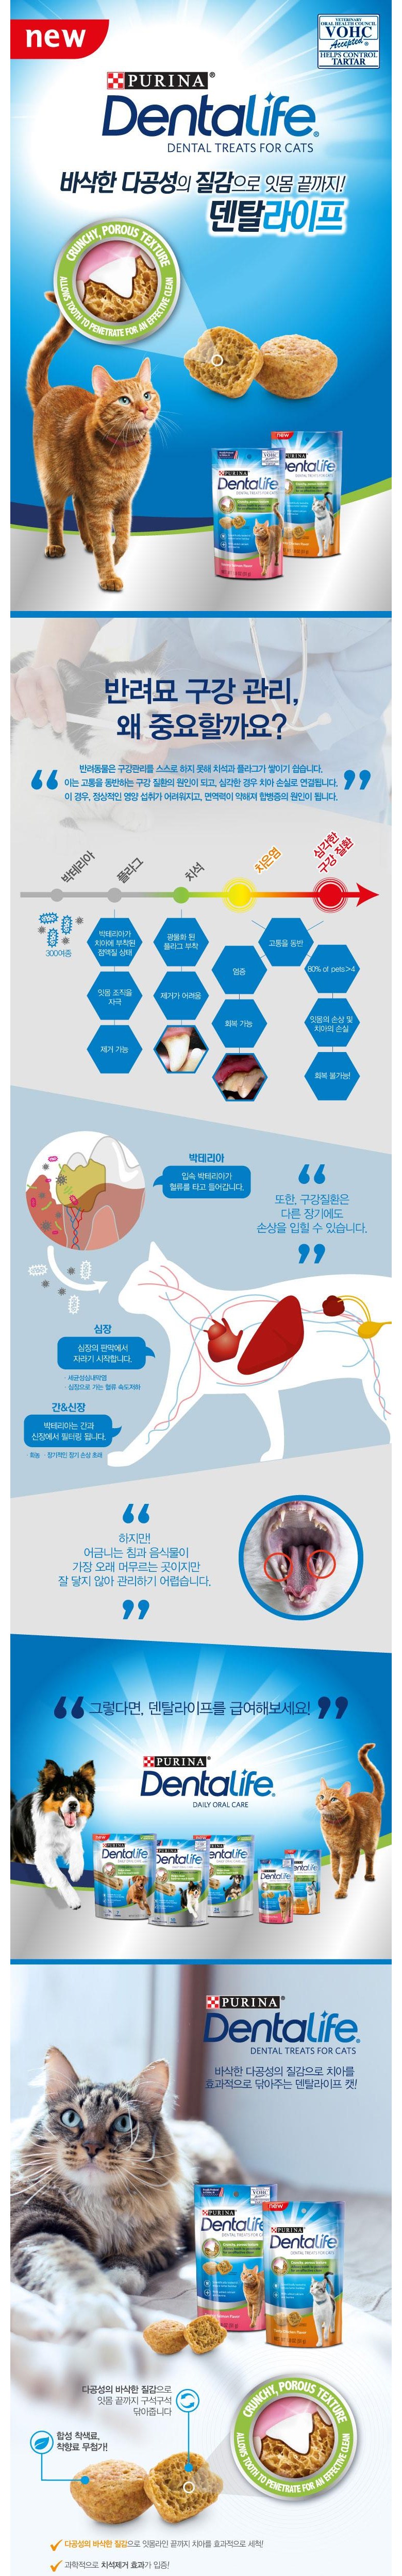 new
VETERINARY
ORAL HEALTH COUNCIL
VOHC
Accepted®
HELPS CONTROL
TARTAR
PURINA®
Dentalife®
DENTAL TREATS FOR CATS
바삭한 다공성의 질감으로 잇몸 끝까지!
덴탈라이프
CRUNCHY, POROUS TEXTURE
ALLOWS TOOTH TO PENETRATE FOR AN EFFECTIVE CLEAN
new
VOHC
PURINA
Dentalife
PURINA
Dentalife
반려묘 구강 관리,
왜 중요할까요?
반려동물은 구강관리를 스스로 하지 못해 치석과 플라그가 쌓이기 쉽습니다.
이는 고통을 동반하는 구강 질환의 원인이 되고, 심각한 경우 치아 손실로 연결됩니다.
이 경우, 정상적인 영양 섭취가 어려워지고, 면역력이 약해져 합병증의 원인이 됩니다.
박테리아
플라그
치석
치은염
심각한
구강 질환
300여종
박테리아가
치아에 부착된
점액질 상태
잇몸 조직을
자극
제거 가능
광물화 된
플라그 부착
제거가 어려움
염증
회복 가능
고통을 동반
80% of pets>4
잇몸의 손상 및
치아의 손실
회복 불가능!
박테리아
입속 박테리아가
혈류를 타고 들어갑니다.
“
또한, 구강질환은
다른 장기에도
손상을 입힐 수 있습니다.
”
심장
심장의 판막에서
자라기 시작합니다.
· 세균성심내막염
· 심장으로 가는 혈류 속도저하
간&신장
박테리아는 간과
신장에서 필터링 됩니다.
· 화농 · 장기적인 장기 손상 초래
“
하지만!
어금니는 침과 음식물이
가장 오래 머무르는 곳이지만
잘 닿지 않아 관리하기 어렵습니다.
”
“그렇다면, 덴탈라이프를 급여해보세요!”
PURINA®
Dentalife®
DAILY ORAL CARE
Dentalife
Dentalife
Dentalife
Dentalife
Dentalife
PURINA®
Dentalife®
DENTAL TREATS FOR CATS
바삭한 다공성의 질감으로 치아를
효과적으로 닦아주는 덴탈라이프 캣!
VOHC
new
PURINA
Dentalife
PURINA
Dentalife
다공성의 바삭한 질감으로
잇몸 끝까지 구석구석
닦아줍니다
합성 착색료,
착향료 무첨가!
CRUNCHY, POROUS TEXTURE
ALLOWS TOOTH TO PENETRATE FOR AN EFFECTIVE CLEAN
다공성의 바삭한 질감으로 잇몸라인 끝까지 치아를 효과적으로 세척!
과학적으로 치석제거 효과가 입증!